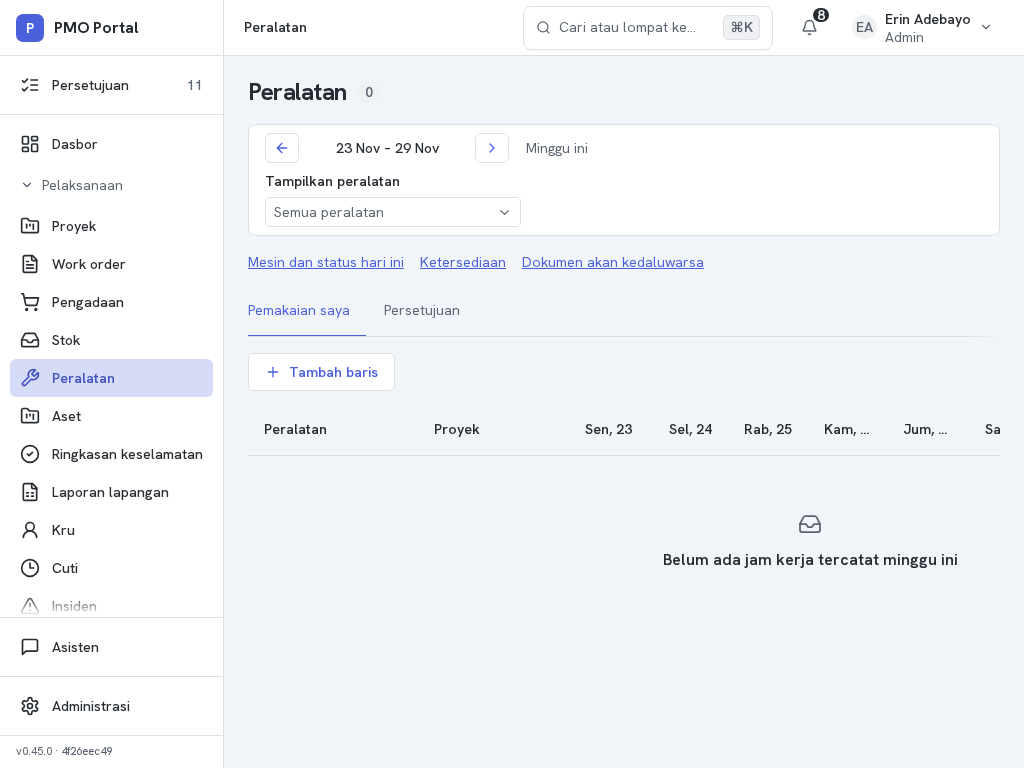 P PMO Portal
Peralatan
Cari atau lompat ke... ⌘K
8
EA
Erin Adebayo
Admin
Persetujuan 11
Dasbor
Pelaksanaan
Proyek
Work order
Pengadaan
Stok
Peralatan
Aset
Ringkasan keselamatan
Laporan lapangan
Kru
Cuti
Insiden
Asisten
Administrasi
v0.45.0 · 4f26eec49
Peralatan 0
23 Nov – 29 Nov
Minggu ini
Tampilkan peralatan
Semua peralatan
Mesin dan status hari ini Ketersediaan Dokumen akan kedaluwarsa
Pemakaian saya Persetujuan
Tambah baris
Peralatan Proyek Sen, 23 Sel, 24 Rab, 25 Kam, ... Jum, ... Sa
Belum ada jam kerja tercatat minggu ini